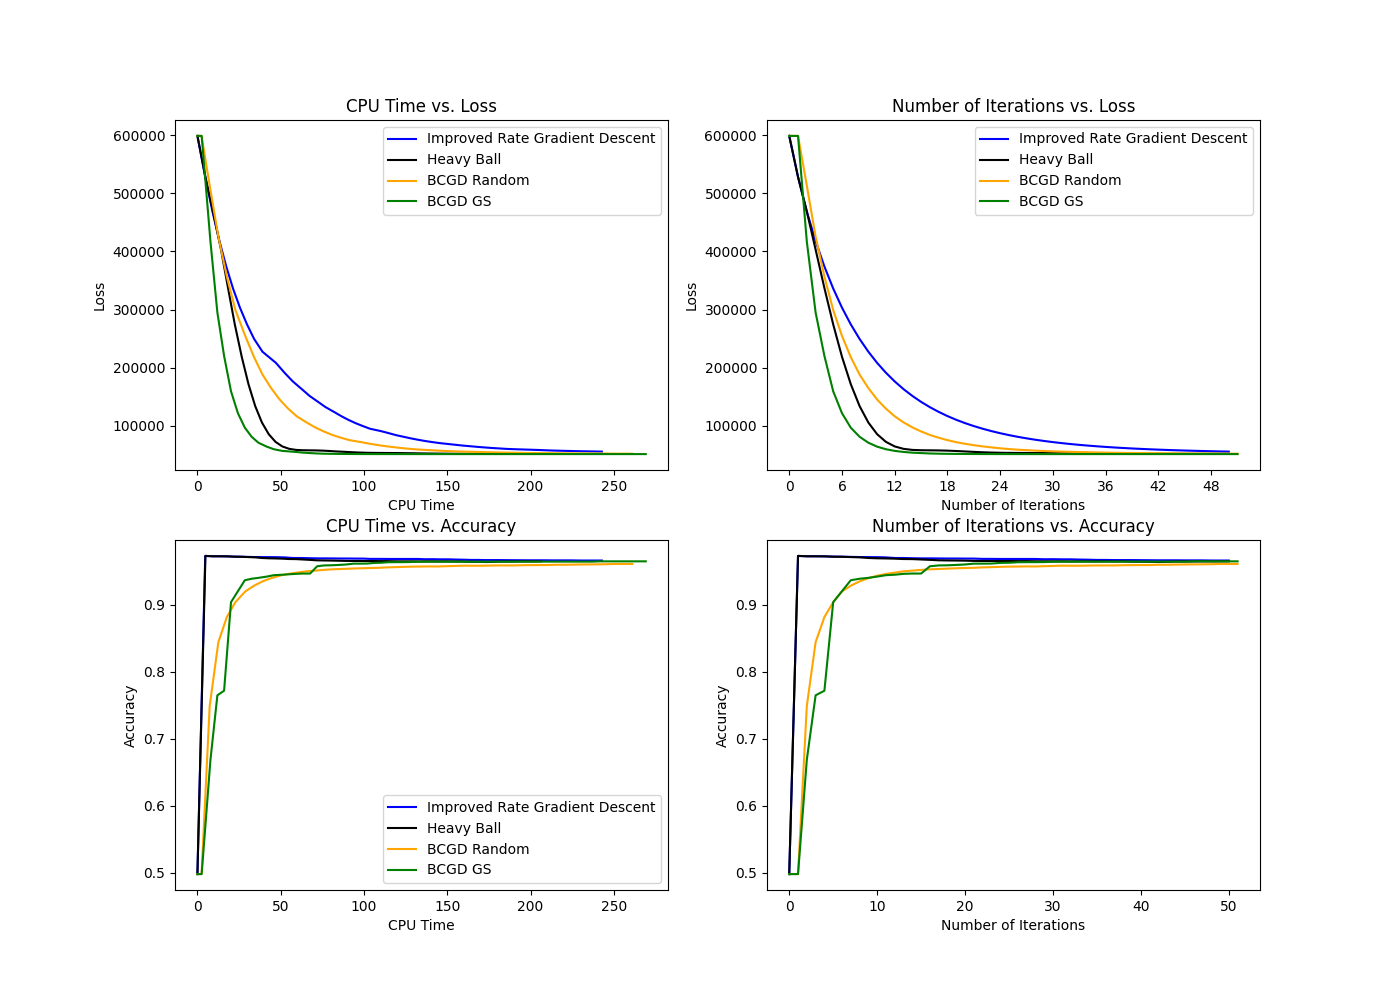 CPU Time vs. Loss
600000
500000
400000
300000
200000
100000
Loss
0 50 100 150 200 250
CPU Time
Improved Rate Gradient Descent
Heavy Ball
BCGD Random
BCGD GS
Number of Iterations vs. Loss
600000
500000
400000
300000
200000
100000
Loss
0 6 12 18 24 30 36 42 48
Number of Iterations
Improved Rate Gradient Descent
Heavy Ball
BCGD Random
BCGD GS
CPU Time vs. Accuracy
0.9
0.8
0.7
0.6
0.5
Accuracy
0 50 100 150 200 250
CPU Time
Improved Rate Gradient Descent
Heavy Ball
BCGD Random
BCGD GS
Number of Iterations vs. Accuracy
0.9
0.8
0.7
0.6
0.5
Accuracy
0 10 20 30 40 50
Number of Iterations